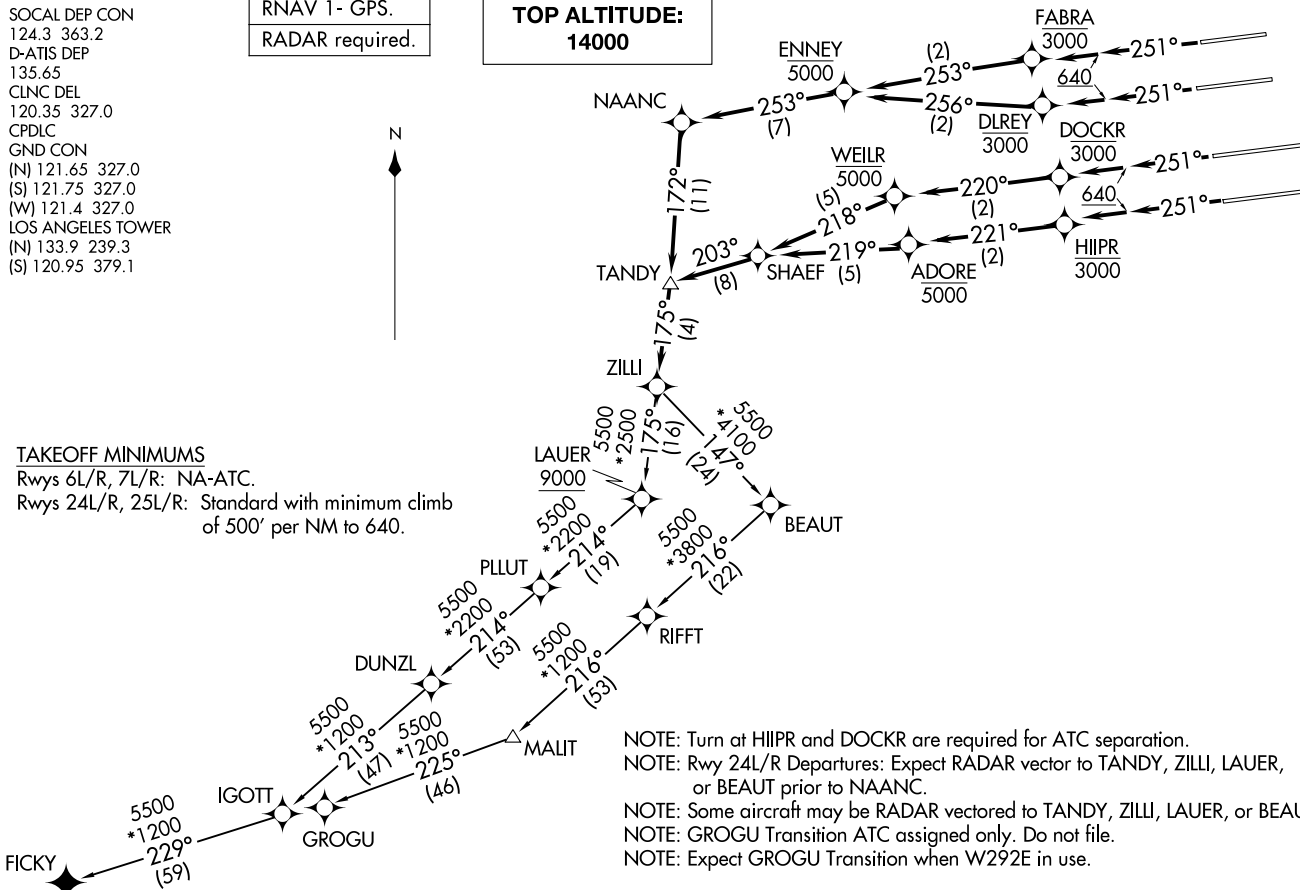 SOCAL DEP CON
124.3 363.2
D-ATIS DEP
135.65
CLNC DEL
120.35 327.0
CPDLC
GND CON
(N) 121.65 327.0
(S) 121.75 327.0
(W) 121.4 327.0
LOS ANGELES TOWER
(N) 133.9 239.3
(S) 120.95 379.1
RNAV 1- GPS.
RADAR required.
TOP ALTITUDE:
14000
N
FABRA
3000
251°
640
251°
(2)
253°
ENNEY
5000
256°
(2)
DLREY
3000
253°
(7)
NAANC
172°
(11)
DOCKR
3000
251°
640
251°
HIIPR
3000
220°
(2)
221°
(2)
WEILR
5000
ADORE
5000
(5)
218°
219°
(5)
SHAEF
203°
(8)
TANDY
175°
(4)
ZILLI
5500
*2500
175°
(16)
5500
*4100
147°
(24)
LAUER
9000
BEAUT
5500
*2200
214°
(19)
5500
*3800
216°
(22)
PLLUT
RIFFT
5500
*2200
214°
(53)
5500
*1200
216°
(53)
DUNZL
MALIT
5500
*1200
213°
(47)
5500
*1200
225°
(46)
IGOTT
GROGU
5500
*1200
229°
(59)
FICKY
TAKEOFF MINIMUMS
Rwys 6L/R, 7L/R: NA-ATC.
Rwys 24L/R, 25L/R: Standard with minimum climb
of 500' per NM to 640.
NOTE: Turn at HIIPR and DOCKR are required for ATC separation.
NOTE: Rwy 24L/R Departures: Expect RADAR vector to TANDY, ZILLI, LAUER,
or BEAUT prior to NAANC.
NOTE: Some aircraft may be RADAR vectored to TANDY, ZILLI, LAUER, or BEAU
NOTE: GROGU Transition ATC assigned only. Do not file.
NOTE: Expect GROGU Transition when W292E in use.